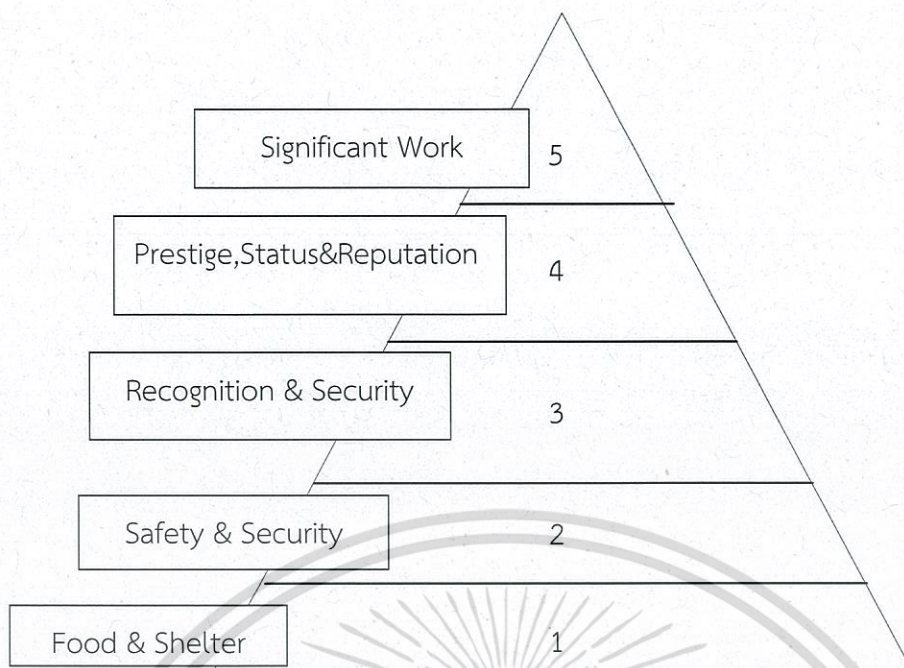 Significant Work
5
Prestige,Status&Reputation
4
Recognition & Security
3
Safety & Security
2
Food & Shelter
1